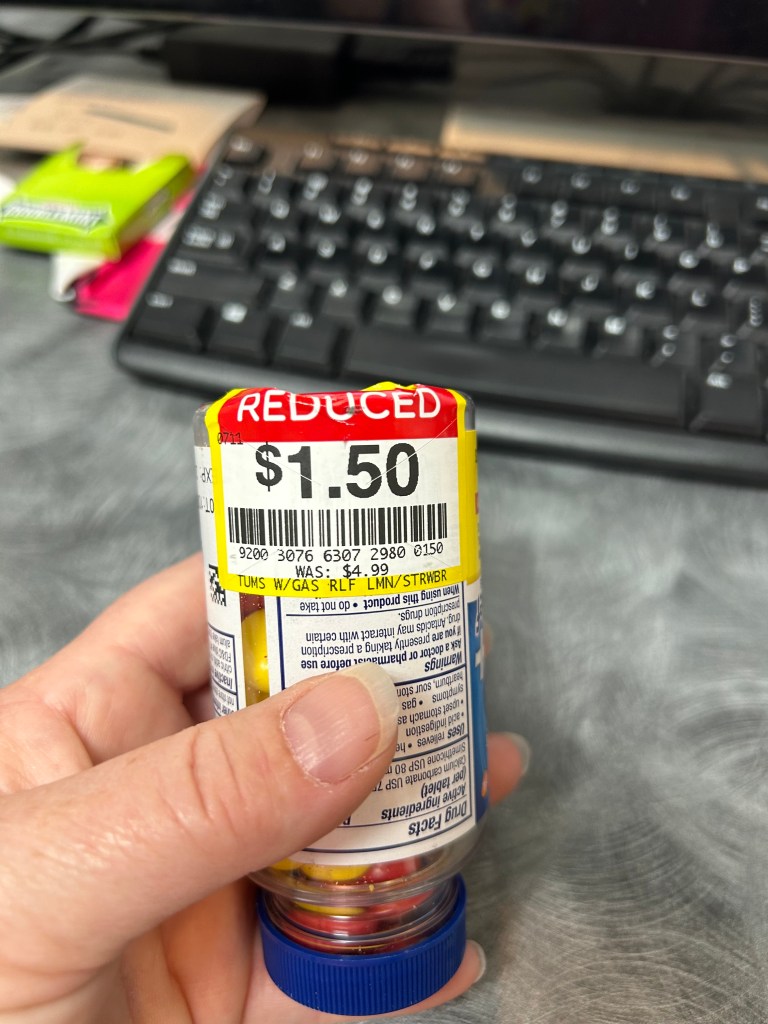 REDUCED
0711
$1.50
9200 3076 6307 2980 0150
WAS: $4.99
TUMS W/GAS RLF LMN/STRWBR
Drug Facts
Active ingredients
(per tablet)
Calcium carbonate USP
Simethicone USP 80
Uses relieves
• acid indigestion
• upset stomach
symptoms • gas
heartburn, sour
Warnings
Ask a doctor or pharmacist before use
if you are presently taking a prescription
drug. Antacids may interact with certain
prescription drugs.
When using this product • do not take
DOUBLEMINT